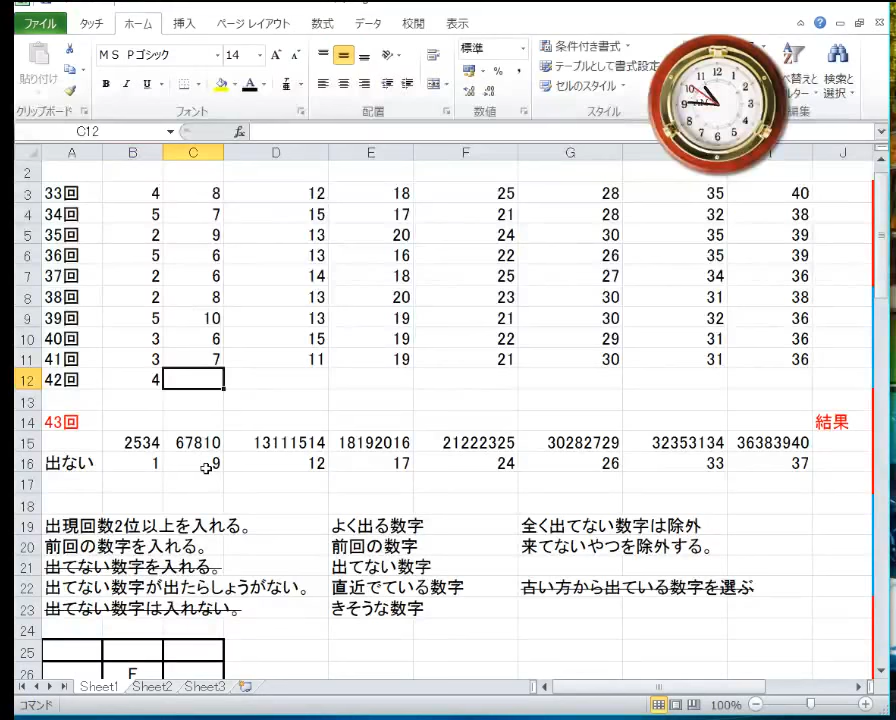 ファイル タッチ ホーム 挿入 ページ レイアウト 数式 データ 校閲 表示
ＭＳ Ｐゴシック 14 標準 条件付き書式
貼り付け テーブルとして書式設定 検索と
セルのスタイル 選択
クリップボード フォント 配置 数値 スタイル 編集
C12 fx
A B C D E F G J
2
3 33回 4 8 12 18 25 28 35 40
4 34回 5 7 15 17 21 28 32 38
5 35回 2 9 13 20 24 30 35 39
6 36回 5 6 13 16 22 26 35 39
7 37回 2 6 14 18 25 27 34 36
8 38回 2 8 13 20 23 30 31 38
9 39回 5 10 13 19 21 30 32 36
10 40回 3 6 15 19 22 29 31 36
11 41回 3 7 11 19 21 30 31 36
12 42回 4
13
14 43回 結果
15 2534 67810 13111514 18192016 21222325 30282729 32353134 36383940
16 出ない 1 9 12 17 24 26 33 37
17
18
19 出現回数2位以上を入れる。 よく出る数字 全く出てない数字は除外
20 前回の数字を入れる。 前回の数字 来てないやつを除外する。
21 出てない数字を入れる。 出てない数字
22 出てない数字が出たらしょうがない。 直近でている数字 古い方から出ている数字を選ぶ
23 出てない数字は入れない。 きそうな数字
24
25
26
Sheet1 Sheet2 Sheet3
コマンド 100%